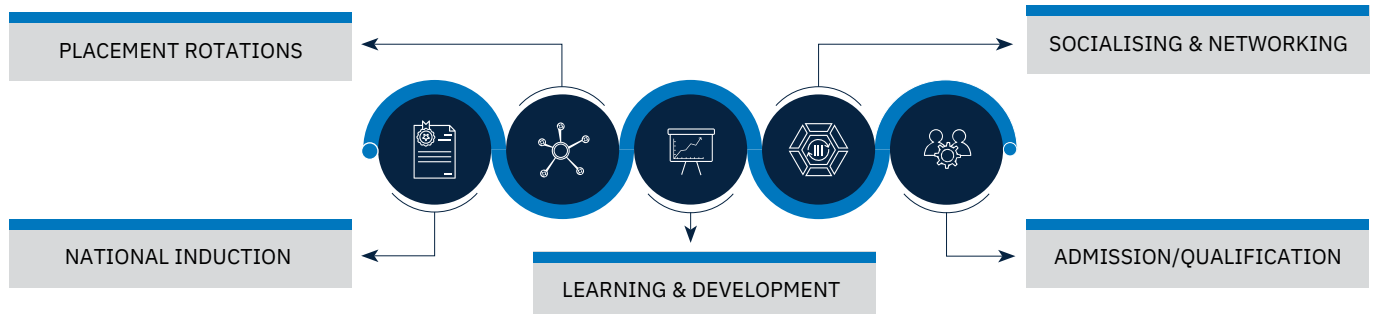 PLACEMENT ROTATIONS
SOCIALISING & NETWORKING
NATIONAL INDUCTION
ADMISSION/QUALIFICATION
LEARNING & DEVELOPMENT